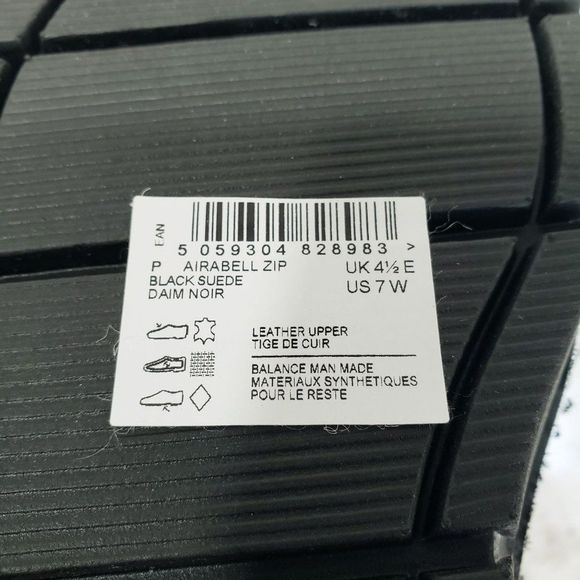 EAN
5 059304 828983 >
P AIRABELL ZIP UK 4½ E
BLACK SUEDE US 7 W
DAIM NOIR
LEATHER UPPER
TIGE DE CUIR
BALANCE MAN MADE
MATERIAUX SYNTHETIQUES
POUR LE RESTE